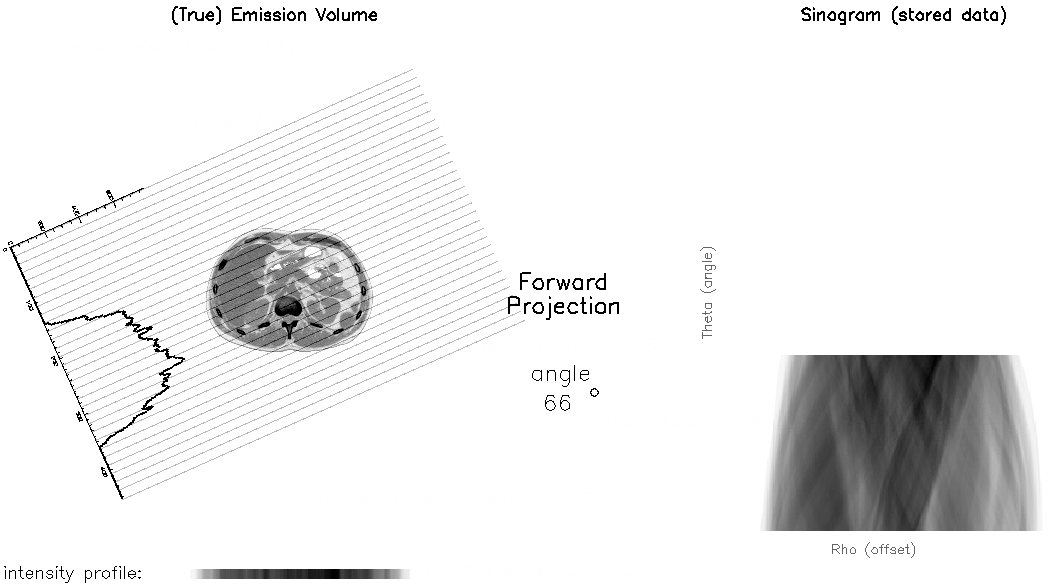 (True) Emission Volume
Sinogram (stored data)
Forward
Projection
angle
66 °
Theta (angle)
Rho (offset)
intensity profile: